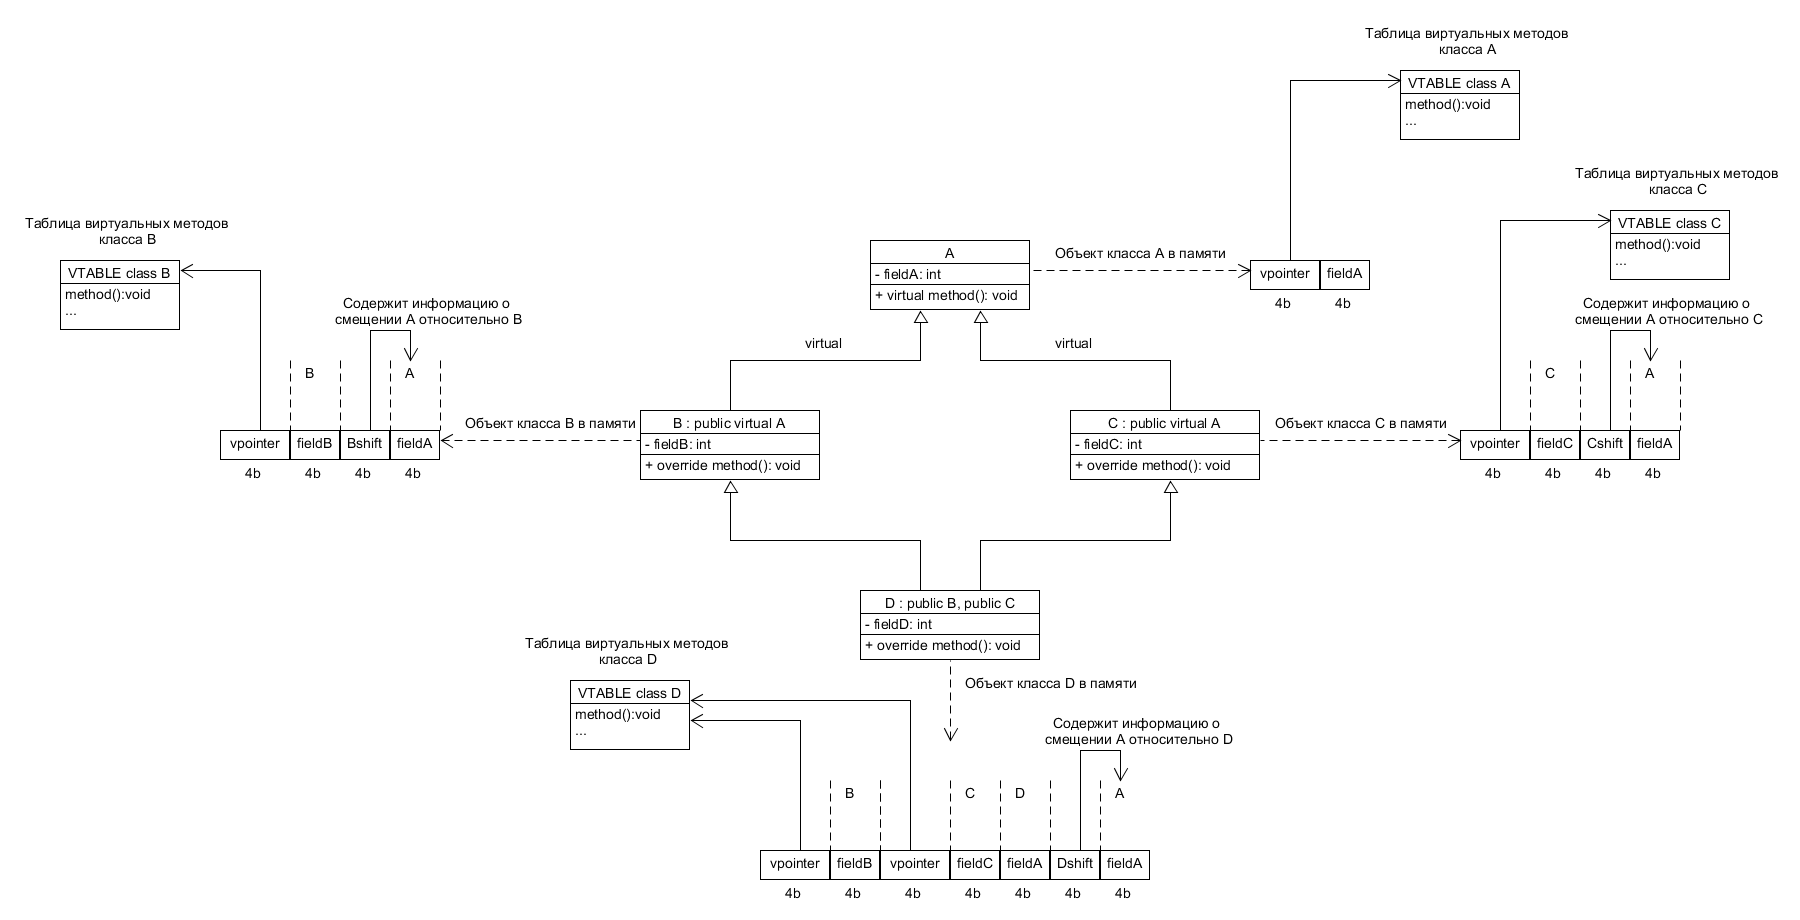 Таблица виртуальных методов
класса A
VTABLE class A
method():void
...
Таблица виртуальных методов
класса C
VTABLE class C
method():void
...
Таблица виртуальных методов
класса B
VTABLE class B
method():void
...
A
- fieldA: int
+ virtual method(): void
Объект класса A в памяти
vpointer
fieldA
4b
4b
Содержит информацию о
смещении A относительно B
B
A
vpointer
fieldB
Bshift
fieldA
4b
4b
4b
4b
virtual
virtual
Содержит информацию о
смещении A относительно C
C
A
vpointer
fieldC
Cshift
fieldA
4b
4b
4b
4b
Объект класса B в памяти
B : public virtual A
- fieldB: int
+ override method(): void
C : public virtual A
- fieldC: int
+ override method(): void
Объект класса C в памяти
D : public B, public C
- fieldD: int
+ override method(): void
Таблица виртуальных методов
класса D
VTABLE class D
method():void
...
Объект класса D в памяти
Содержит информацию о
смещении A относительно D
B
C
D
A
vpointer
fieldB
vpointer
fieldC
fieldA
Dshift
fieldA
4b
4b
4b
4b
4b
4b
4b